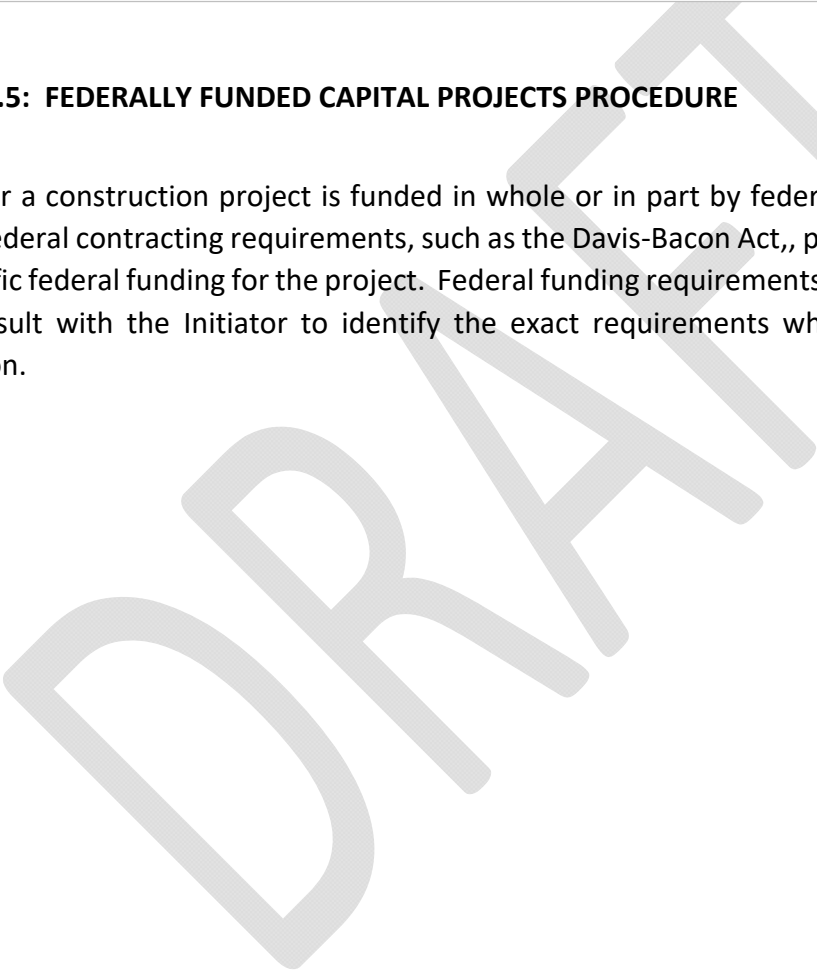 .5: FEDERALLY FUNDED CAPITAL PROJECTS PROCEDURE
r a construction project is funded in whole or in part by feder
ederal contracting requirements, such as the Davis-Bacon Act,, p
fic federal funding for the project. Federal funding requirements
sult with the Initiator to identify the exact requirements wh
on.
DRAFT